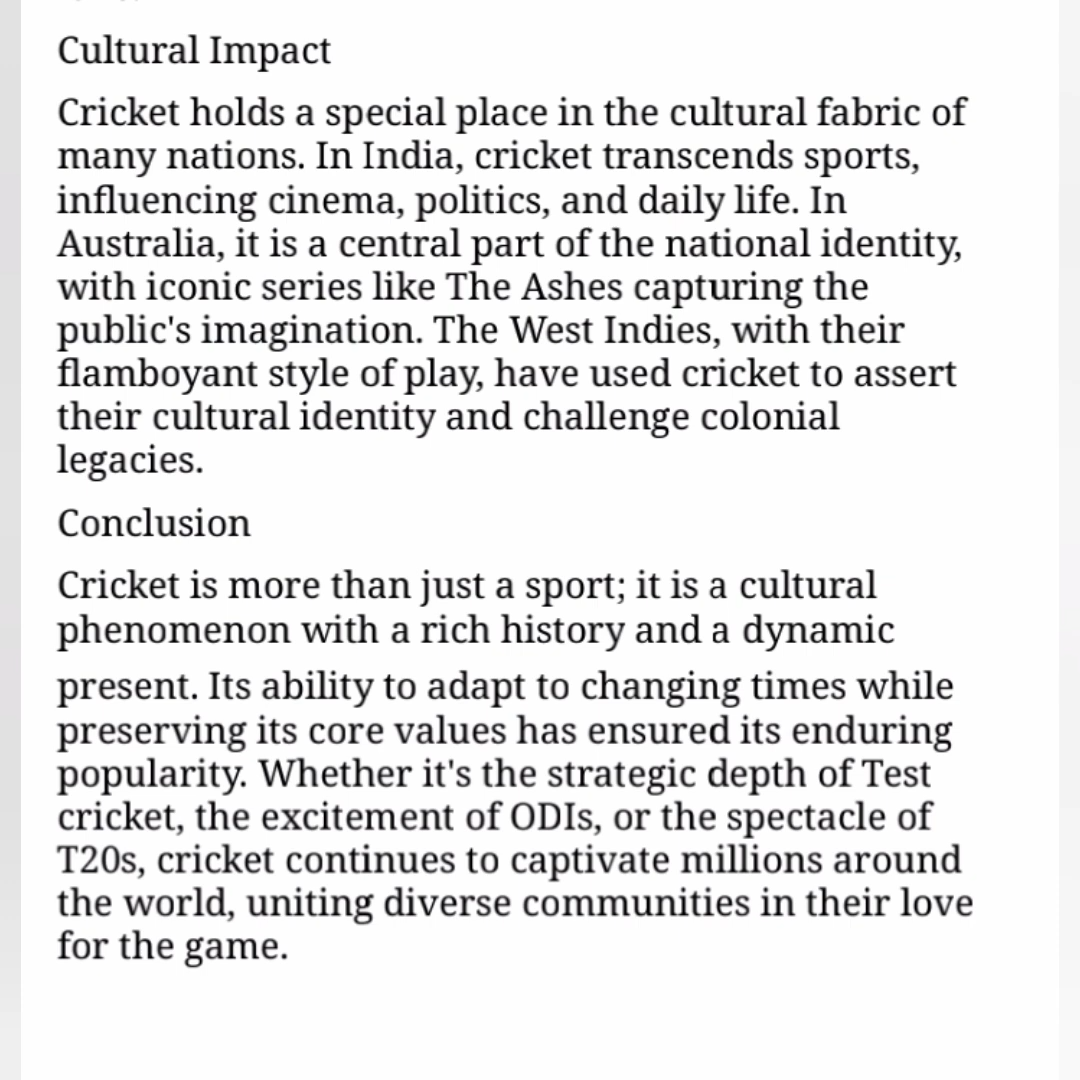 Cultural Impact
Cricket holds a special place in the cultural fabric of
many nations. In India, cricket transcends sports,
influencing cinema, politics, and daily life. In
Australia, it is a central part of the national identity,
with iconic series like The Ashes capturing the
public's imagination. The West Indies, with their
flamboyant style of play, have used cricket to assert
their cultural identity and challenge colonial
legacies.
Conclusion
Cricket is more than just a sport; it is a cultural
phenomenon with a rich history and a dynamic
present. Its ability to adapt to changing times while
preserving its core values has ensured its enduring
popularity. Whether it's the strategic depth of Test
cricket, the excitement of ODIs, or the spectacle of
T20s, cricket continues to captivate millions around
the world, uniting diverse communities in their love
for the game.